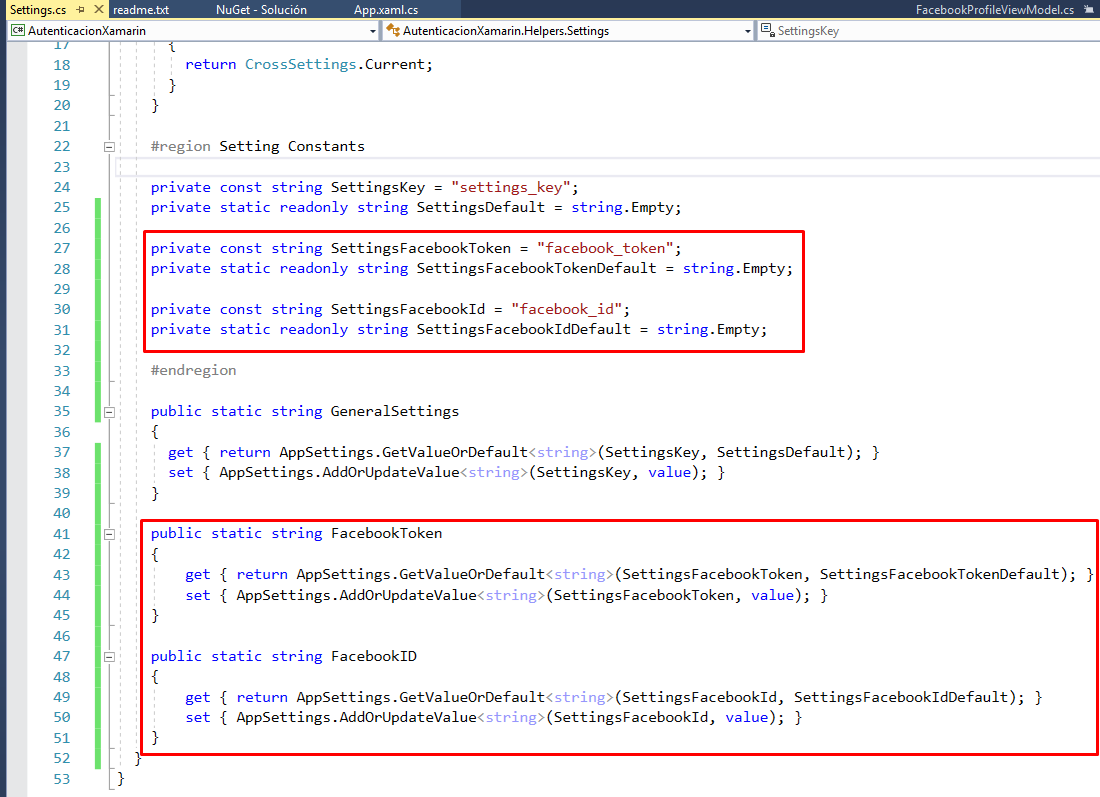 Settings.cs readme.txt NuGet - Solución App.xaml.cs FacebookProfileViewModel.cs
C# AutenticacionXamarin AutenticacionXamarin.Helpers.Settings SettingsKey
17 {
18 return CrossSettings.Current;
19 }
20 }
21
22 #region Setting Constants
23
24 private const string SettingsKey = "settings_key";
25 private static readonly string SettingsDefault = string.Empty;
26
27 private const string SettingsFacebookToken = "facebook_token";
28 private static readonly string SettingsFacebookTokenDefault = string.Empty;
29
30 private const string SettingsFacebookId = "facebook_id";
31 private static readonly string SettingsFacebookIdDefault = string.Empty;
32
33 #endregion
34
35 public static string GeneralSettings
36 {
37 get { return AppSettings.GetValueOrDefault<string>(SettingsKey, SettingsDefault); }
38 set { AppSettings.AddOrUpdateValue<string>(SettingsKey, value); }
39 }
40
41 public static string FacebookToken
42 {
43 get { return AppSettings.GetValueOrDefault<string>(SettingsFacebookToken, SettingsFacebookTokenDefault); }
44 set { AppSettings.AddOrUpdateValue<string>(SettingsFacebookToken, value); }
45 }
46
47 public static string FacebookID
48 {
49 get { return AppSettings.GetValueOrDefault<string>(SettingsFacebookId, SettingsFacebookIdDefault); }
50 set { AppSettings.AddOrUpdateValue<string>(SettingsFacebookId, value); }
51 }
52 }
53 }